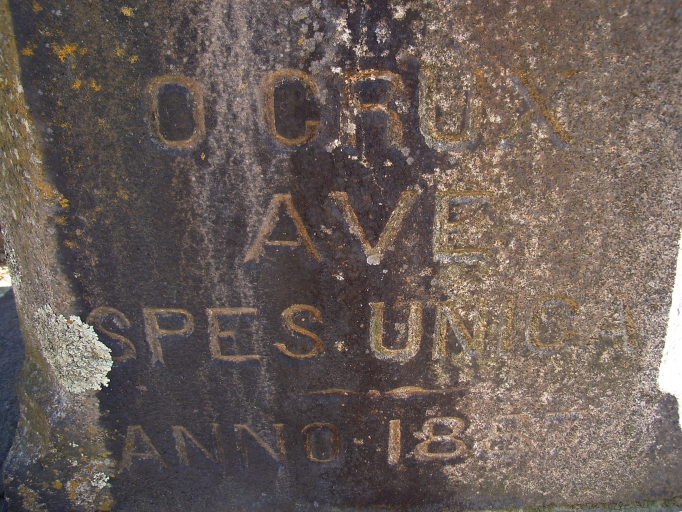 O CRUX
AVE
SPES UNICA
ANNO